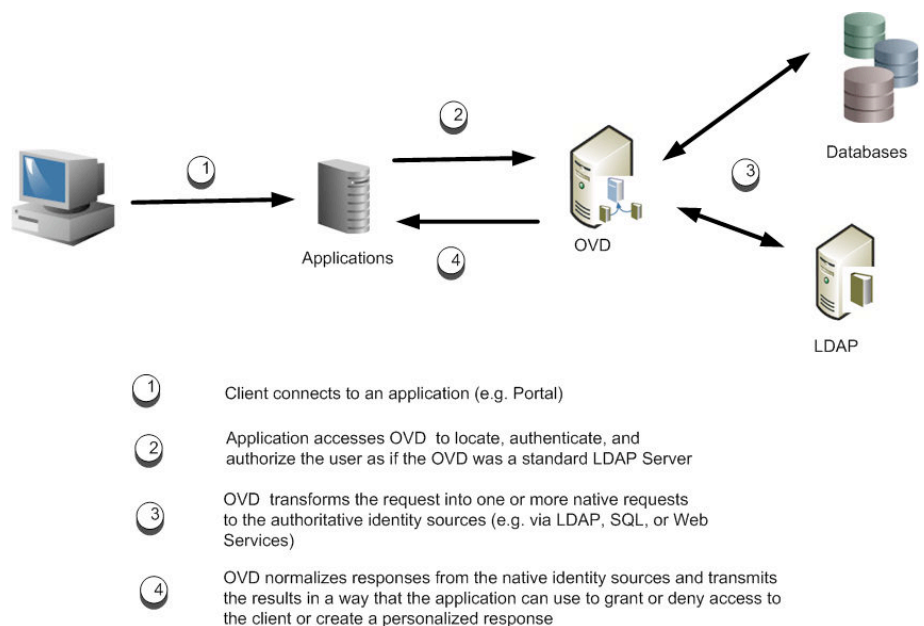 2
Databases
1
3
Applications
4
OVD
LDAP
1
Client connects to an application (e.g. Portal)
2
Application accesses OVD to locate, authenticate, and
authorize the user as if the OVD was a standard LDAP Server
3
OVD transforms the request into one or more native requests
to the authoritative identity sources (e.g. via LDAP, SQL, or Web
Services)
4
OVD normalizes responses from the native identity sources and transmits
the results in a way that the application can use to grant or deny access to
the client or create a personalized response